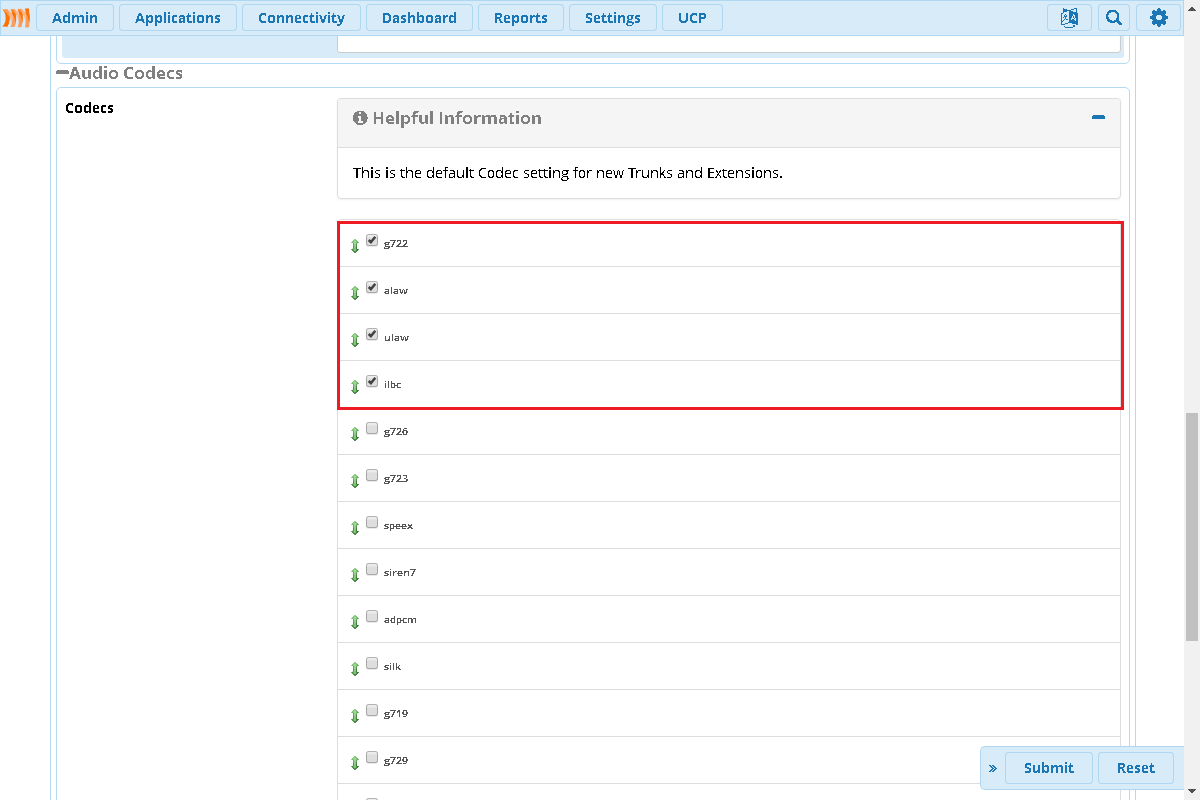 Admin Applications Connectivity Dashboard Reports Settings UCP
Audio Codecs
Codecs
Helpful Information
This is the default Codec setting for new Trunks and Extensions.
g722
alaw
ulaw
ilbc
g726
g723
speex
siren7
adpcm
silk
g719
g729
» Submit Reset